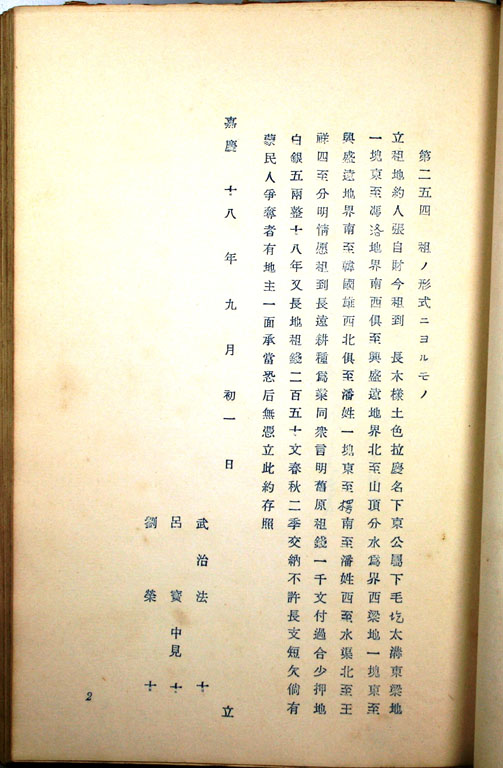 第二五四 租ノ形式ニヨルモノ
立租地約人張自財今租到 長木樣土色拉慶名下東公屬下毛圪太溝東梁地
一塊東至海洛地界南西俱至興盛遠地界北至山頂分水爲界西梁地一塊東至
興盛遠地界南至韓國雄西北俱至潘姓一塊東至樗南至潘姓西至水渠北至王
祥四至分明情愿租到長遠耕種爲業同衆言明舊原租錢一千文付過合少押地
白銀五兩整十八年又長地租錢二百五十文春秋二季交納不許長支短欠倘有
蒙民人爭奪者有地主一面承當恐后無憑立此約存照
嘉慶十八年九月初一日 立
武治法 十
呂寶中見 十
劉榮 十
2